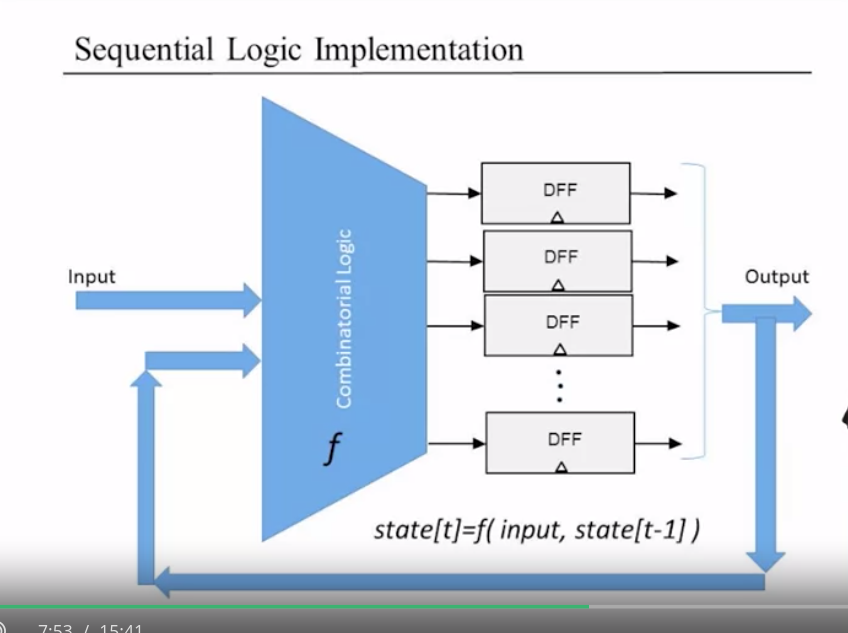 Sequential Logic Implementation
DFF
DFF
Input
Output
Combinatorial Logic
DFF
f
DFF
state[t]=f( input, state[t-1] )
7:53 / 15:41